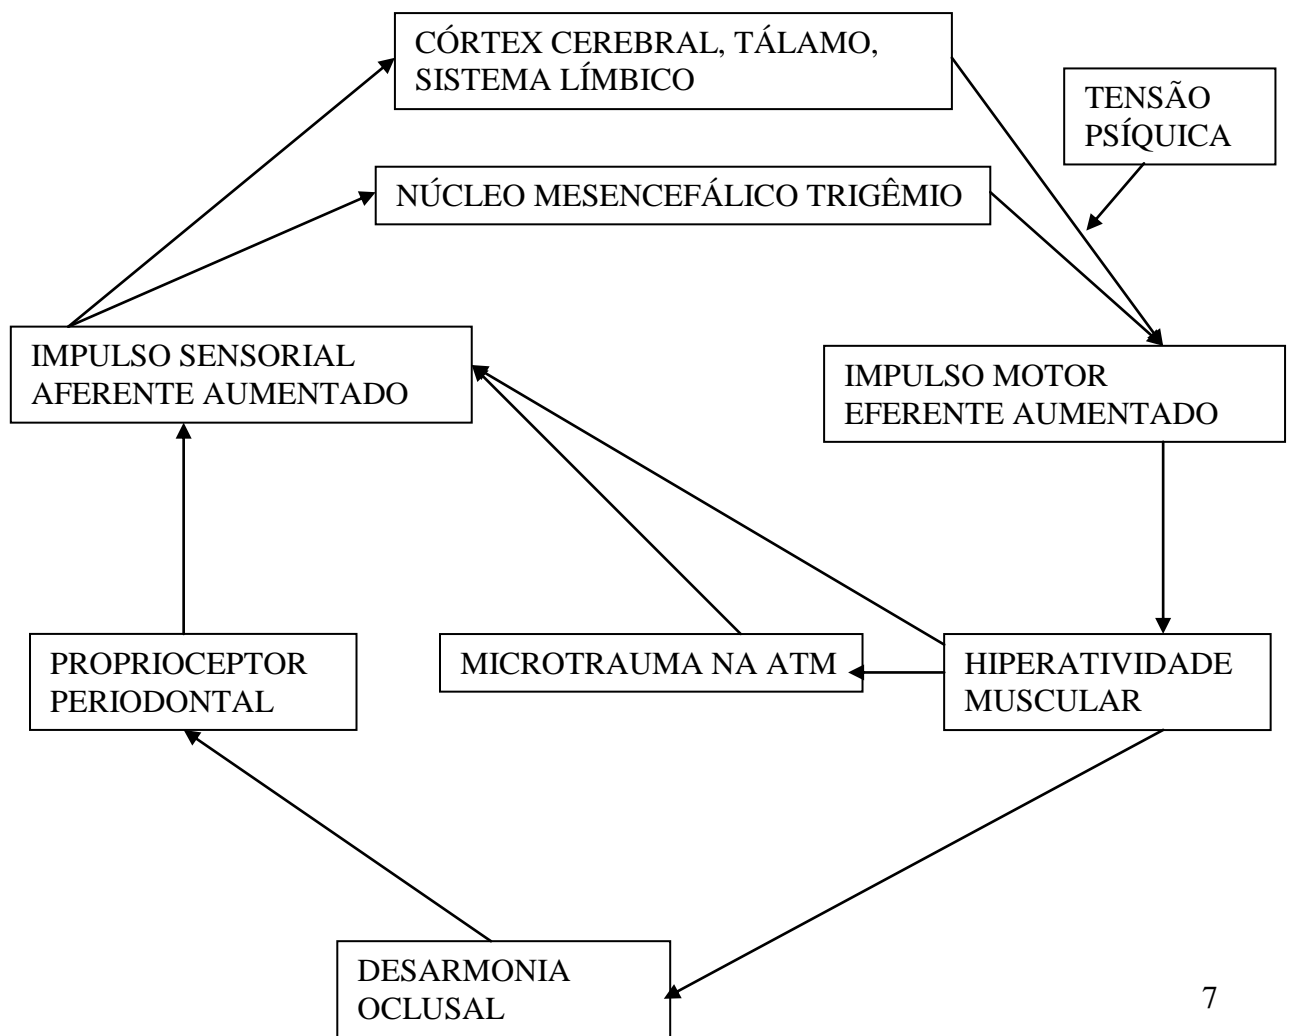 CÓRTEX CEREBRAL, TÁLAMO,
SISTEMA LÍMBICO
TENSÃO
PSÍQUICA
NÚCLEO MESENCEFÁLICO TRIGÊMIO
IMPULSO SENSORIAL
AFERENTE AUMENTADO
IMPULSO MOTOR
EFERENTE AUMENTADO
PROPRIOCEPTOR
PERIODONTAL
MICROTRAUMA NA ATM
HIPERATIVIDADE
MUSCULAR
DESARMONIA
OCLUSAL
7